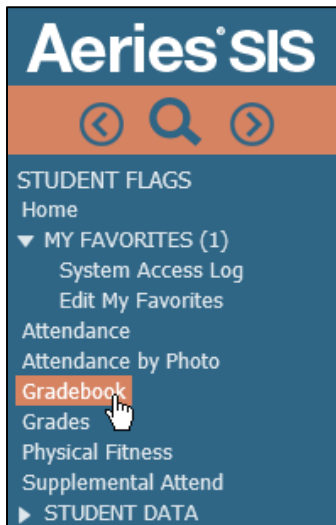 Aeries® SIS
STUDENT FLAGS
Home
▼ MY FAVORITES (1)
System Access Log
Edit My Favorites
Attendance
Attendance by Photo
Gradebook
Grades
Physical Fitness
Supplemental Attend
▶ STUDENT DATA